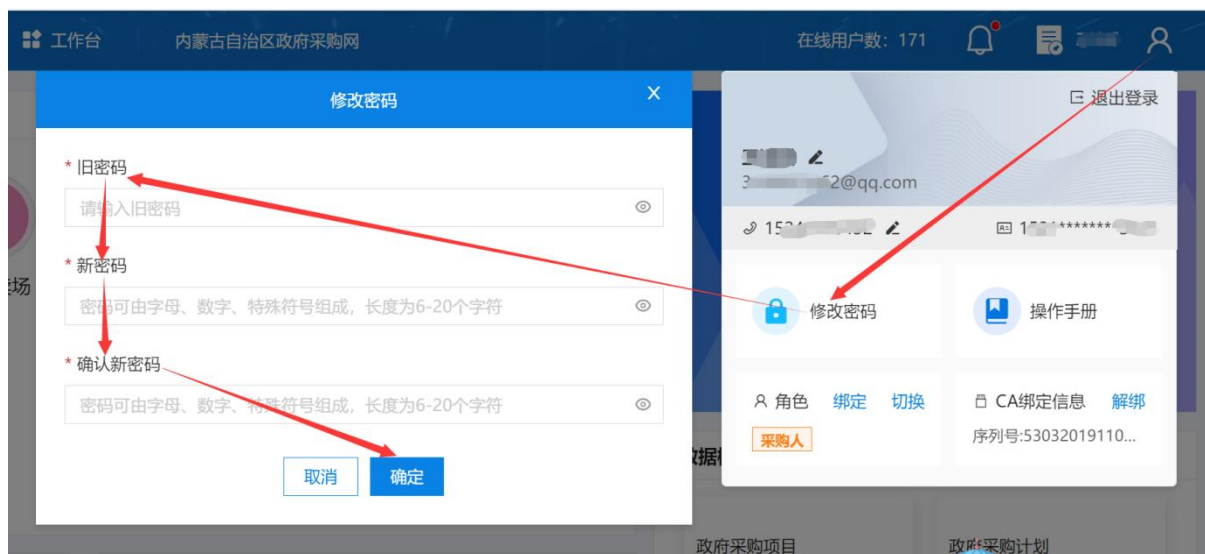 工作台
内蒙古自治区政府采购网
在线用户数：171
修改密码
X
退出登录
* 旧密码
请输入旧密码
* 新密码
密码可由字母、数字、特殊符号组成，长度为6-20个字符
* 确认新密码
密码可由字母、数字、特殊符号组成，长度为6-20个字符
取消
确定
2@qq.com
修改密码
操作手册
角色 绑定 切换
采购人
CA绑定信息 解绑
序列号:53032019110...
政府采购项目
政府采购计划